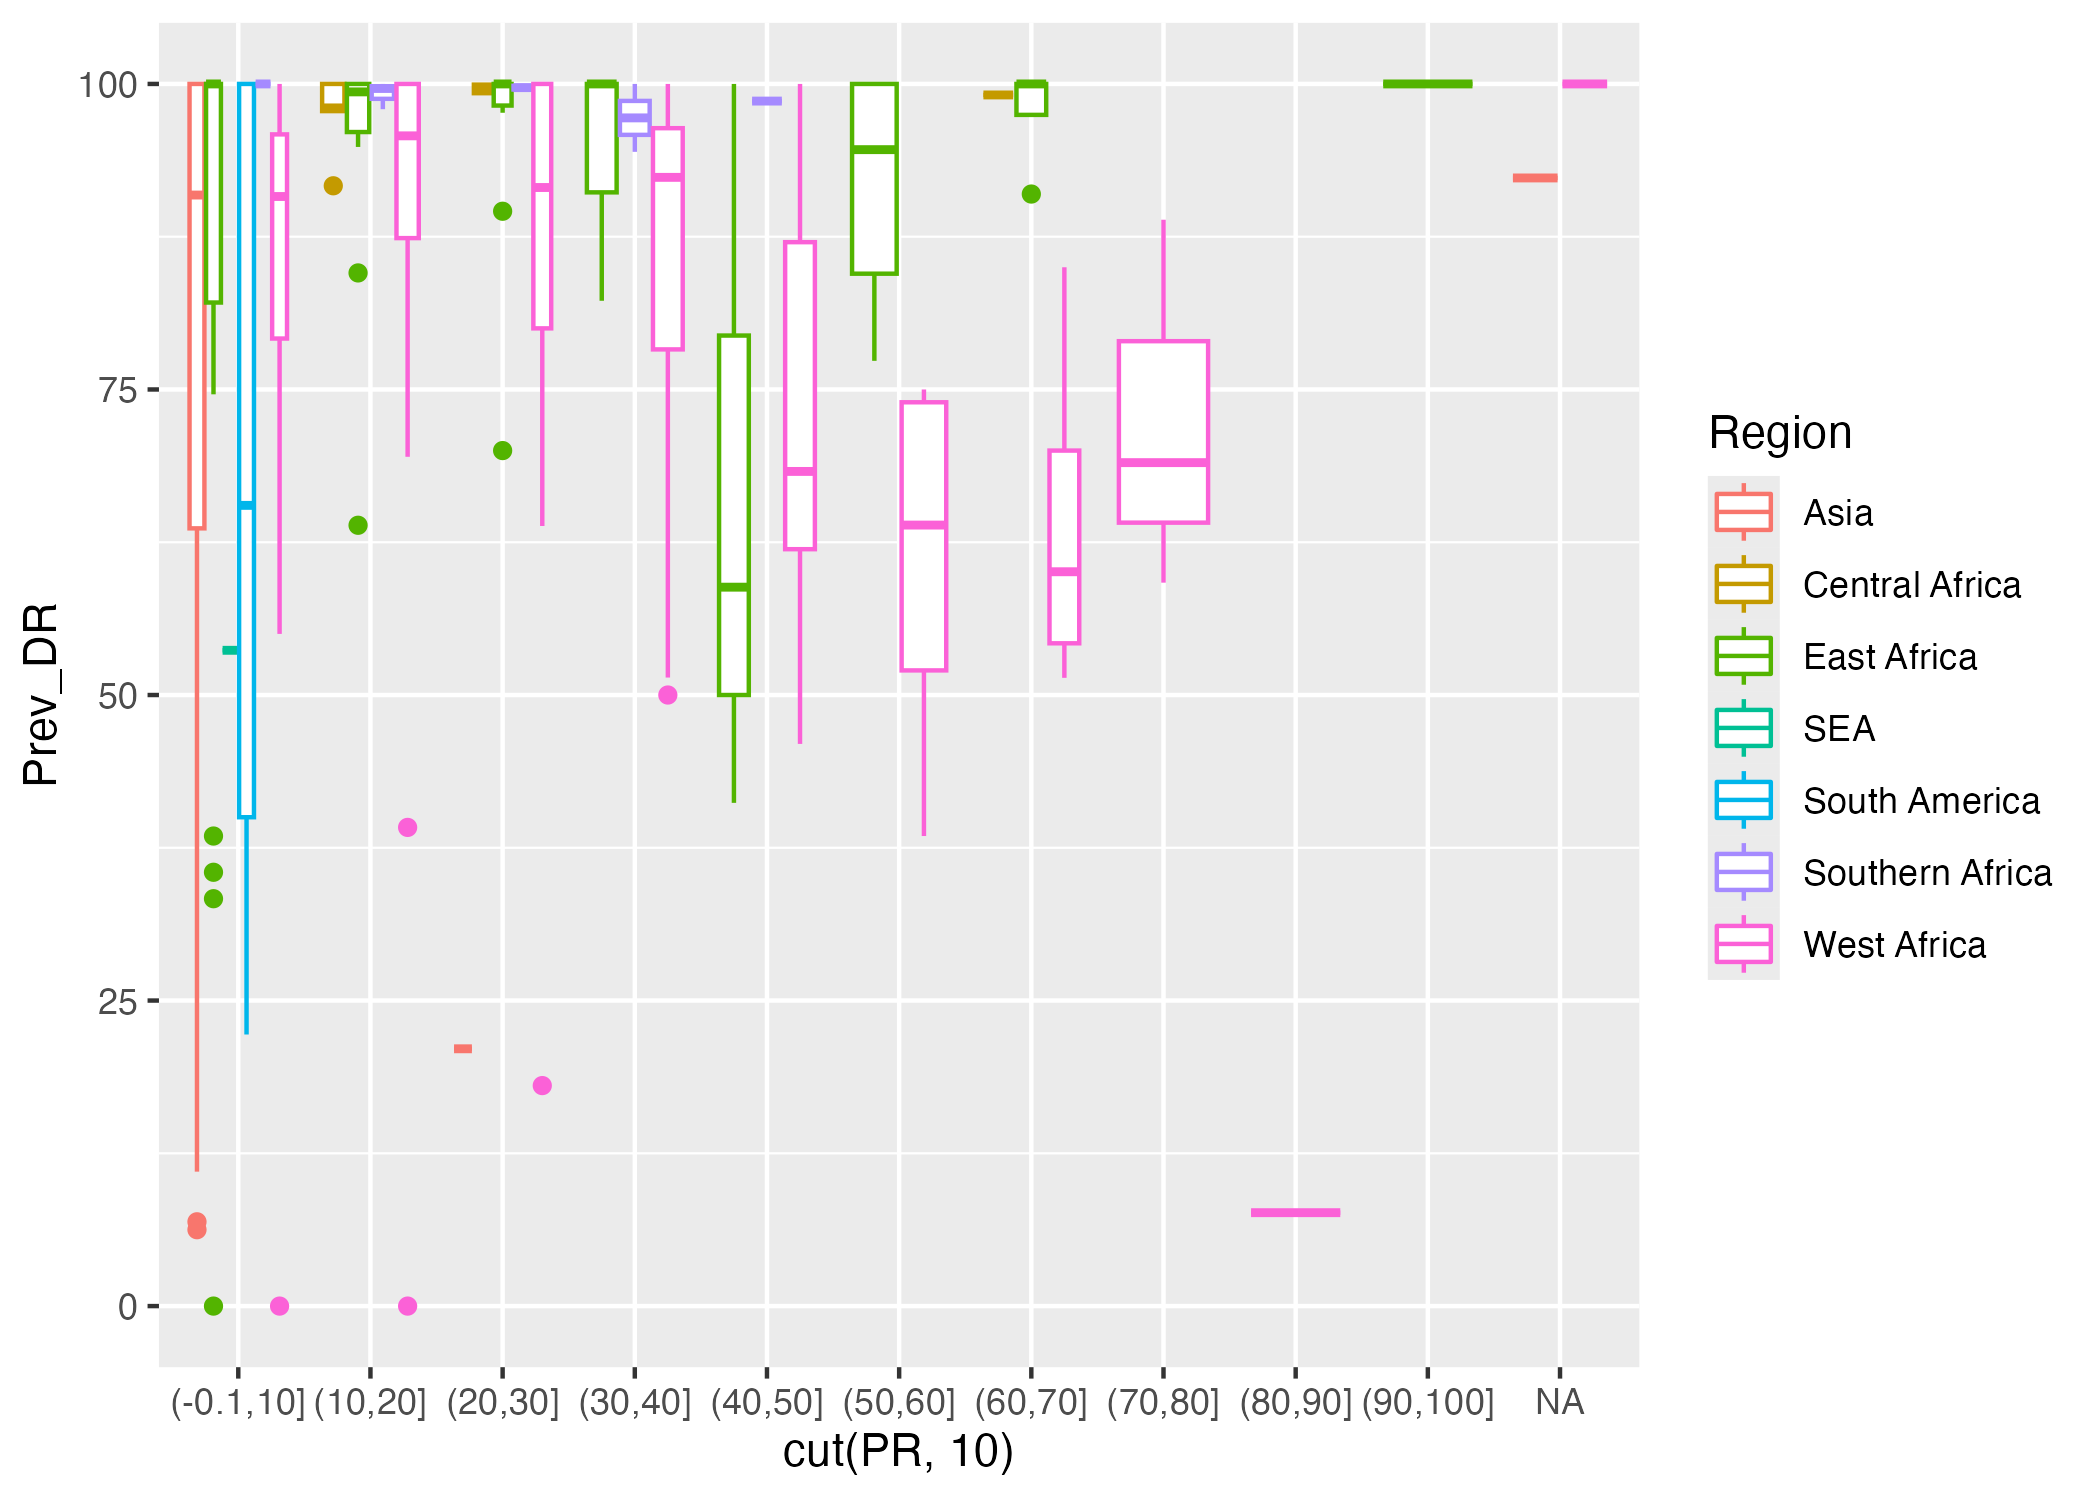 100
75
50
25
0
Prev_DR
(-0.1,10] (10,20] (20,30] (30,40] (40,50] (50,60] (60,70] (70,80] (80,90] (90,100] NA
cut(PR, 10)
Region
Asia
Central Africa
East Africa
SEA
South America
Southern Africa
West Africa